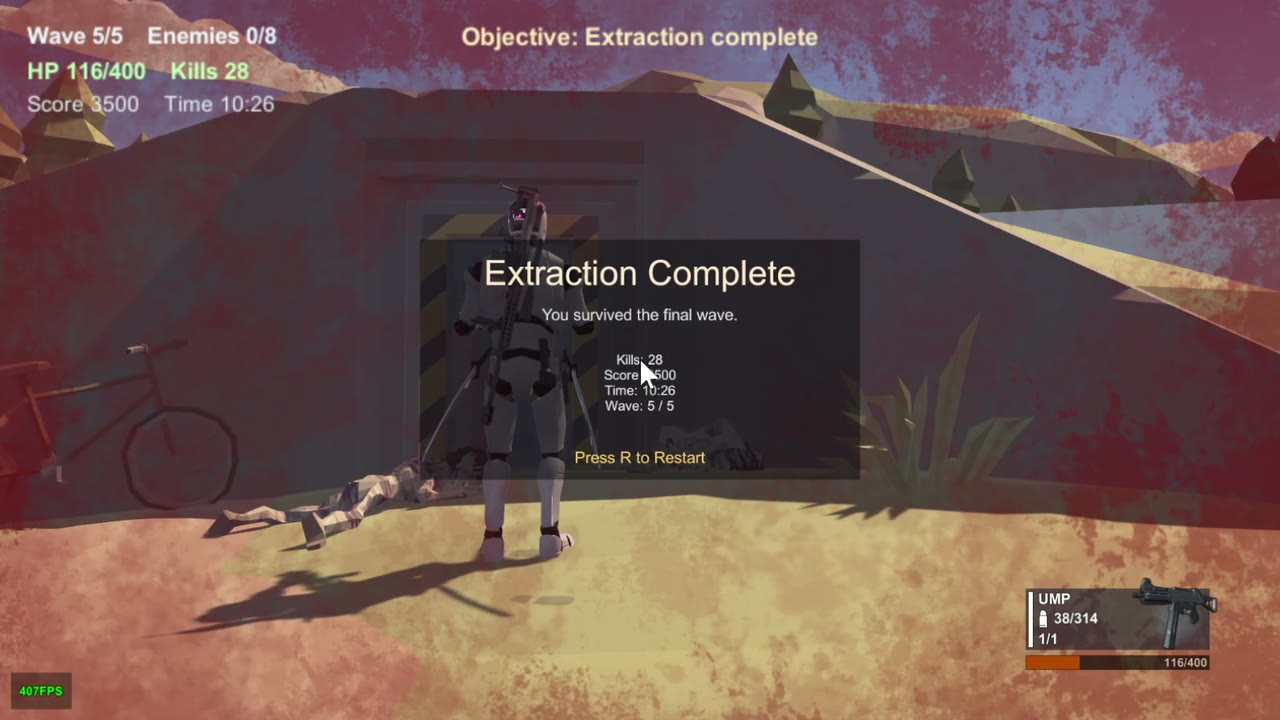 Wave 5/5 Enemies 0/8
Objective: Extraction complete
HP 116/400 Kills 28
Score 3500 Time 10:26
Extraction Complete
You survived the final wave.
Kills: 28
Score 500
Time: 10:26
Wave: 5 / 5
Press R to Restart
UMP
38/314
1/1
116/400
407FPS